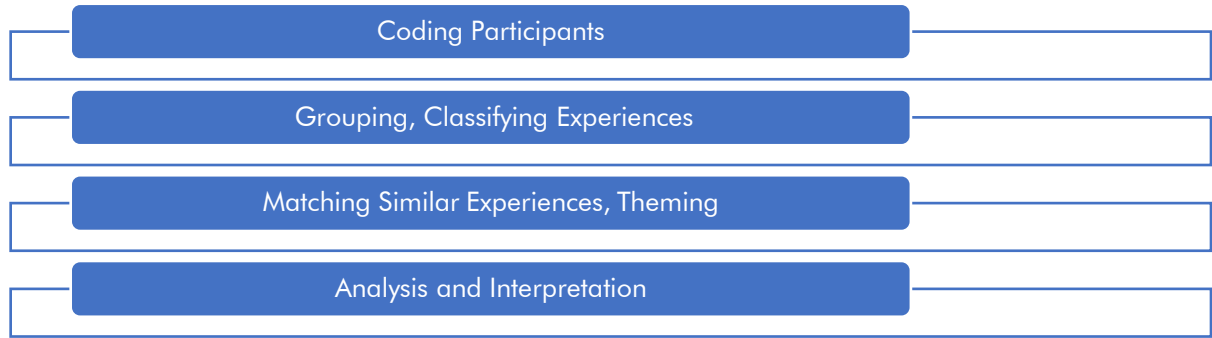 Coding Participants
Grouping, Classifying Experiences
Matching Similar Experiences, Theming
Analysis and Interpretation